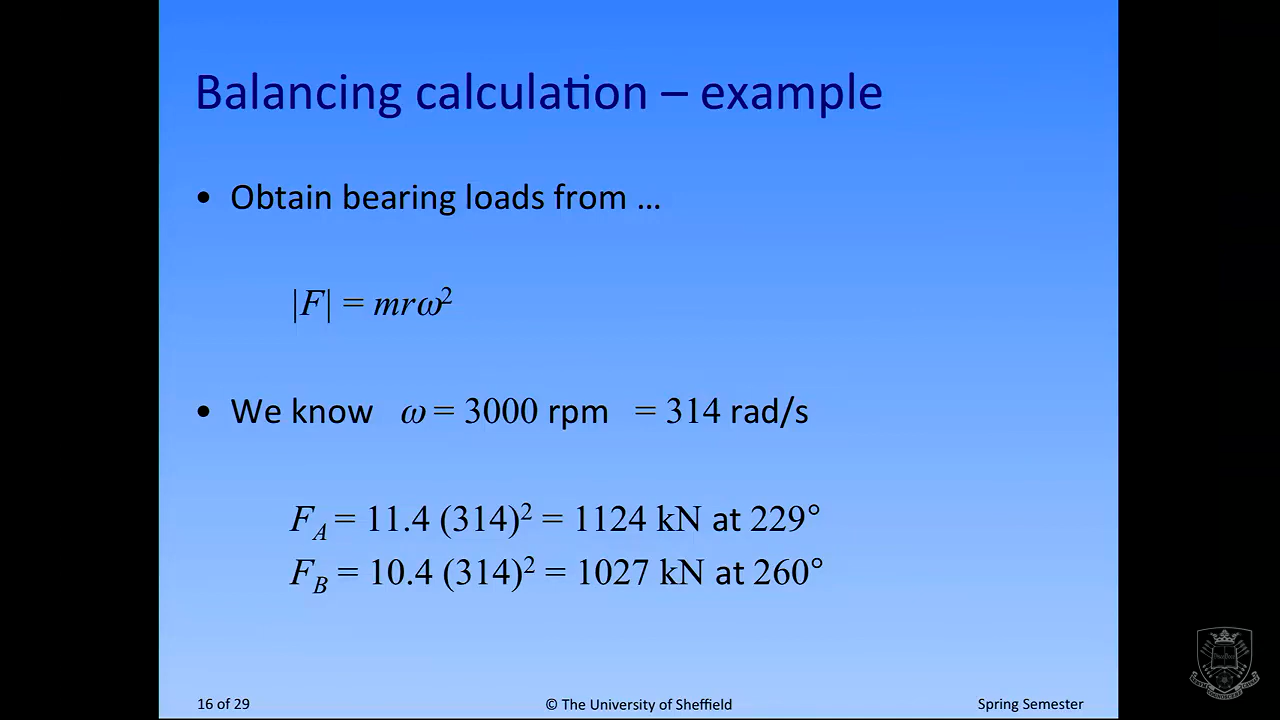 Balancing calculation – example
• Obtain bearing loads from ...
|F| = mrω²
• We know ω = 3000 rpm = 314 rad/s
F_A = 11.4 (314)² = 1124 kN at 229°
F_B = 10.4 (314)² = 1027 kN at 260°
16 of 29 © The University of Sheffield Spring Semester